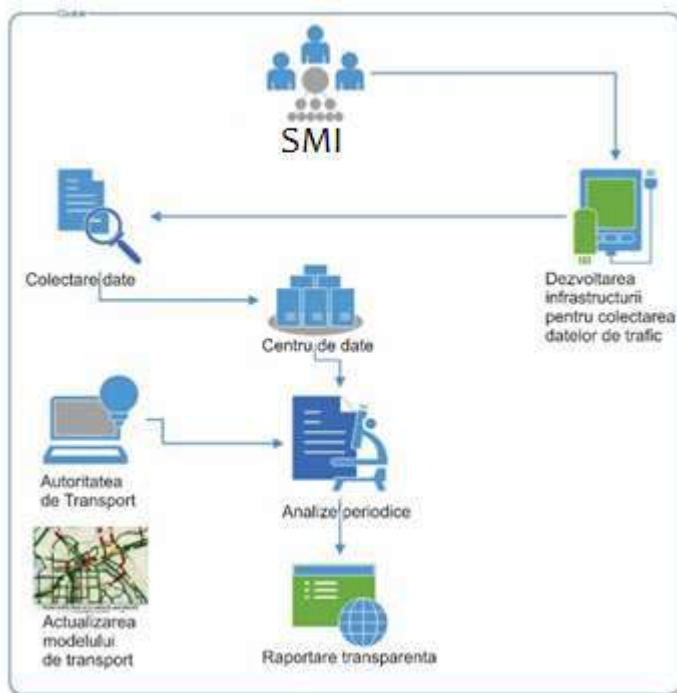 SMI
Colectare date
Dezvoltarea
infrastructurii
pentru colectarea
datelor de trafic
Centru de date
Autoritatea
de Transport
Analize periodice
Actualizarea
modelului
de transport
Raportare transparenta